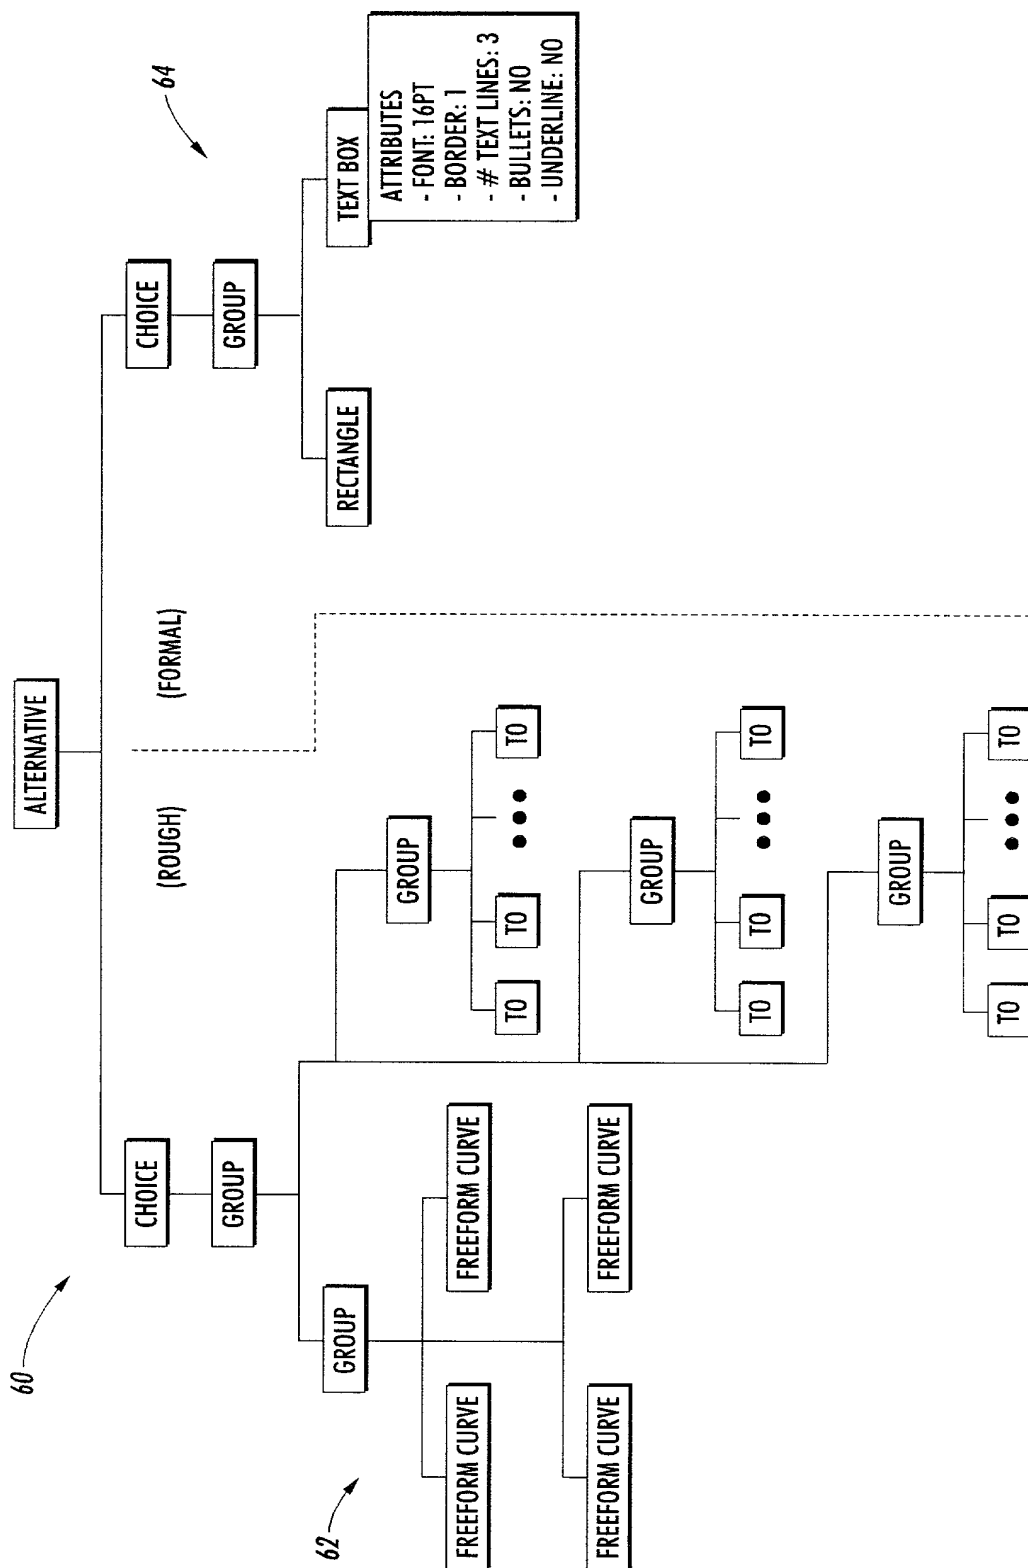 60
62
64
ALTERNATIVE
(ROUGH)
(FORMAL)
CHOICE
GROUP
GROUP
FREEFORM CURVE
FREEFORM CURVE
FREEFORM CURVE
FREEFORM CURVE
GROUP
TO
TO
TO
GROUP
TO
TO
TO
GROUP
TO
TO
TO
CHOICE
GROUP
RECTANGLE
TEXT BOX
ATTRIBUTES
- FONT: 16PT
- BORDER: 1
- # TEXT LINES: 3
- BULLETS: NO
- UNDERLINE: NO